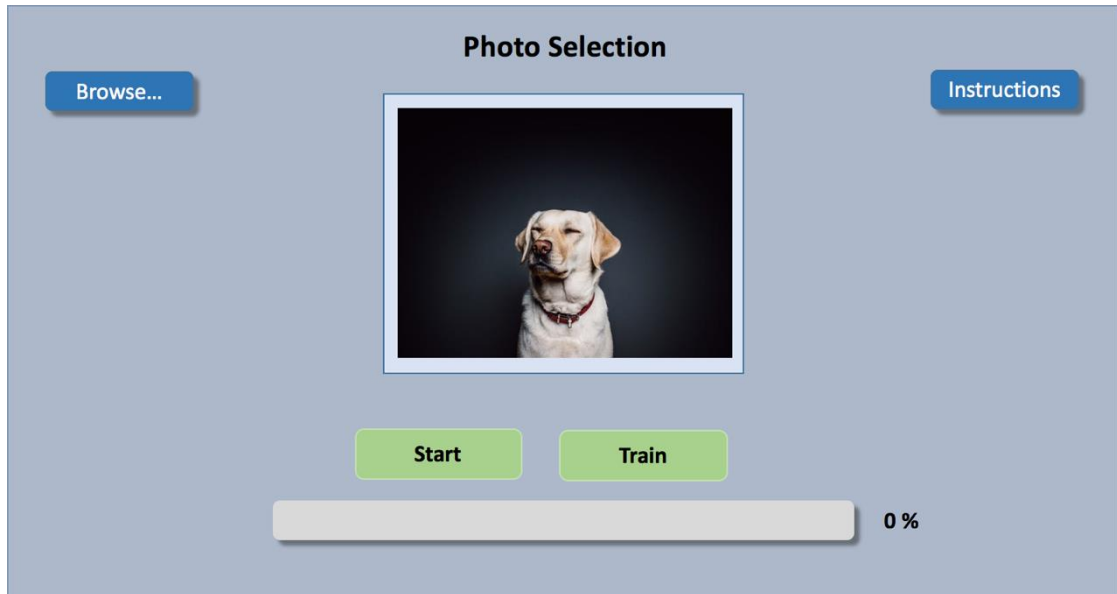 Photo Selection
Browse...
Instructions
Start
Train
0 %